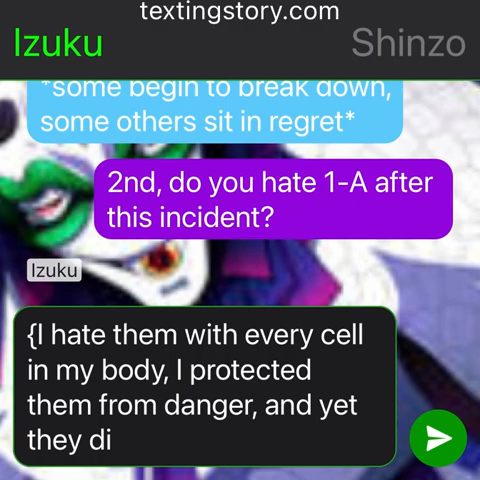 textingstory.com
Izuku
Shinzo
*some begin to break down,
some others sit in regret*
2nd, do you hate 1-A after
this incident?
Izuku
{I hate them with every cell
in my body, I protected
them from danger, and yet
they di